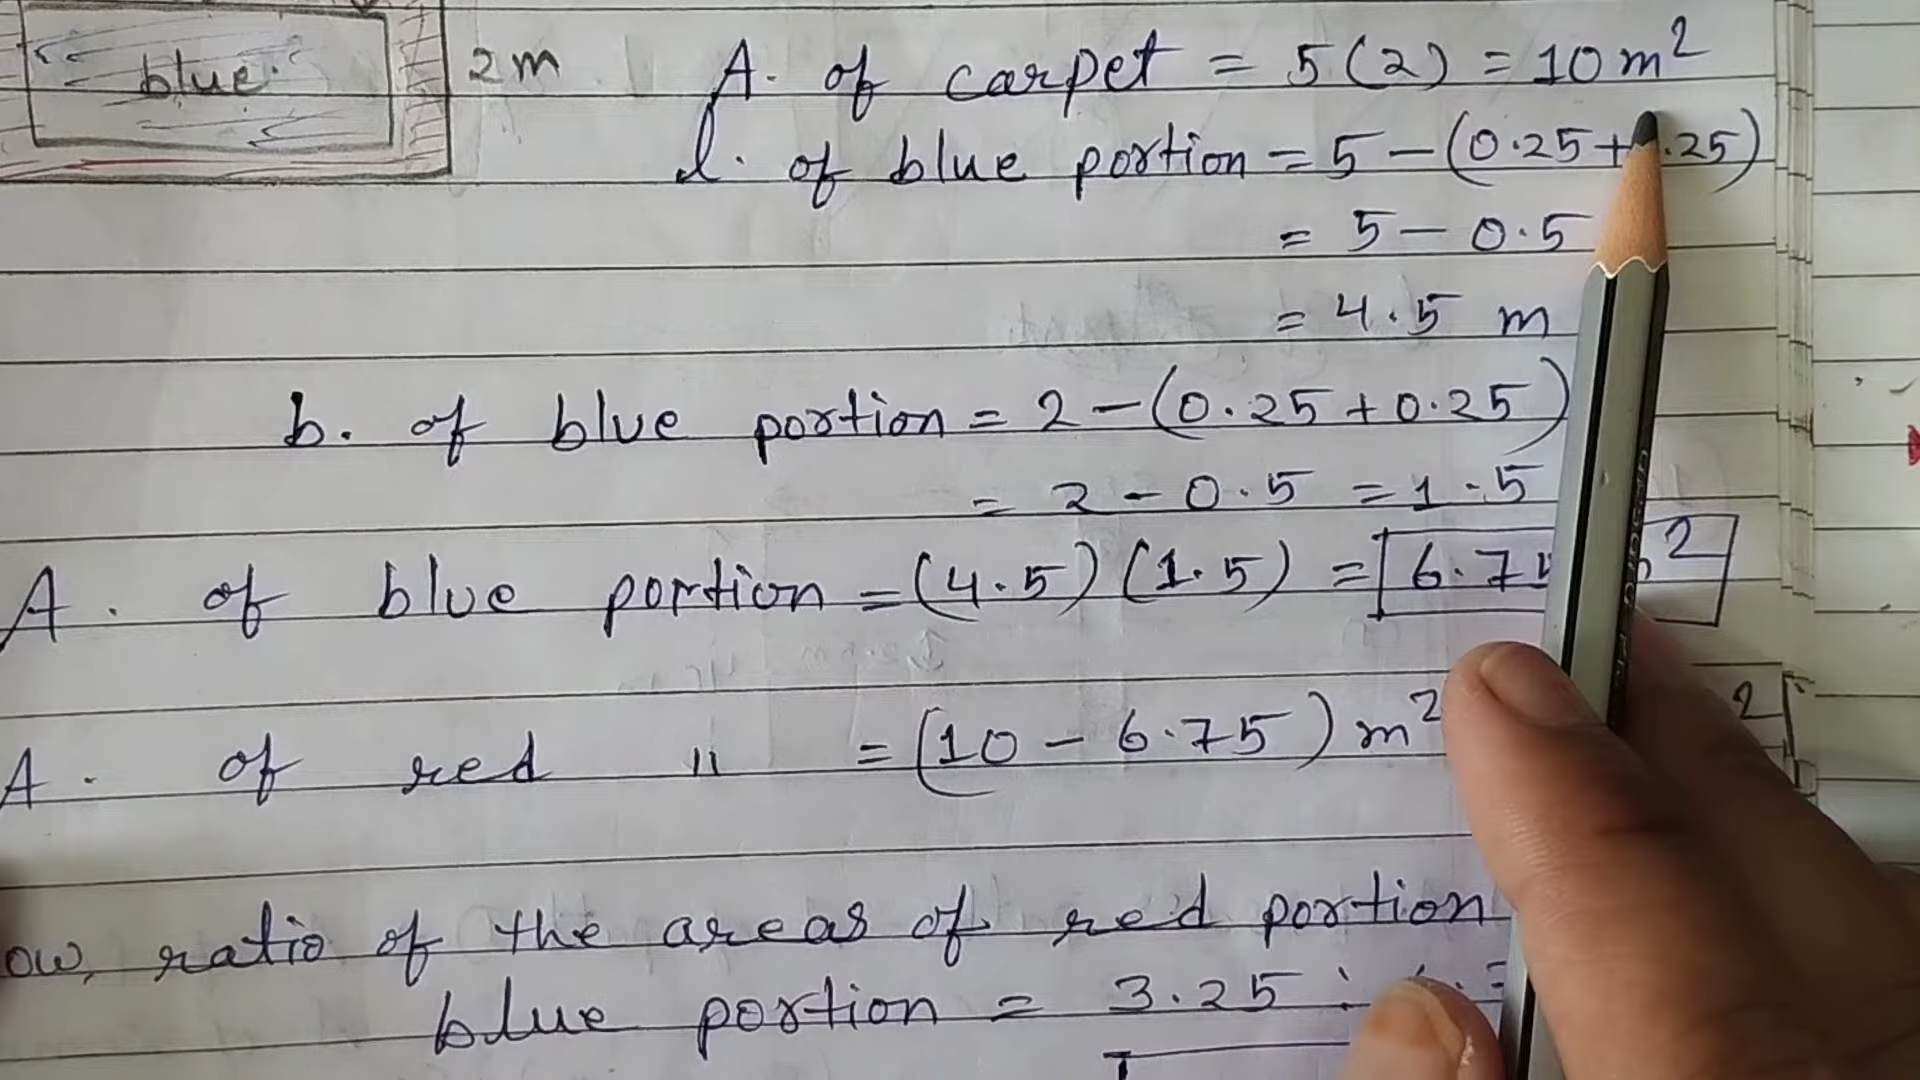 blue
2m
A. of carpet = 5(2) = 10 m²
l. of blue portion = 5 - (0.25 + .25)
= 5 - 0.5
= 4.5 m
b. of blue portion = 2 - (0.25 + 0.25)
= 2 - 0.5 = 1.5
A. of blue portion = (4.5) (1.5) = 6.7
A. of red " = (10 - 6.75) m²
ow, ratio of the areas of red portion
blue portion = 3.25 :